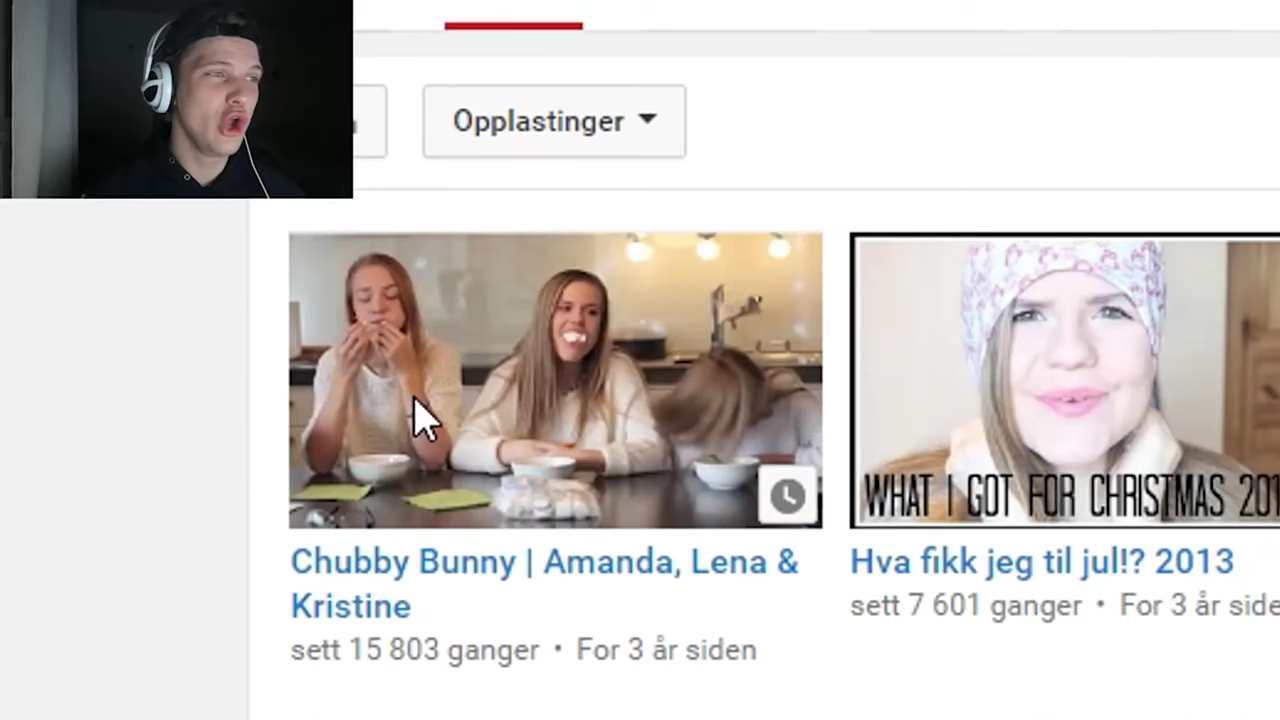 Opplastinger
WHAT I GOT FOR CHRISTMAS 201
Chubby Bunny | Amanda, Lena &
Kristine
sett 15 803 ganger • For 3 år siden
Hva fikk jeg til jul!? 2013
sett 7 601 ganger • For 3 år side